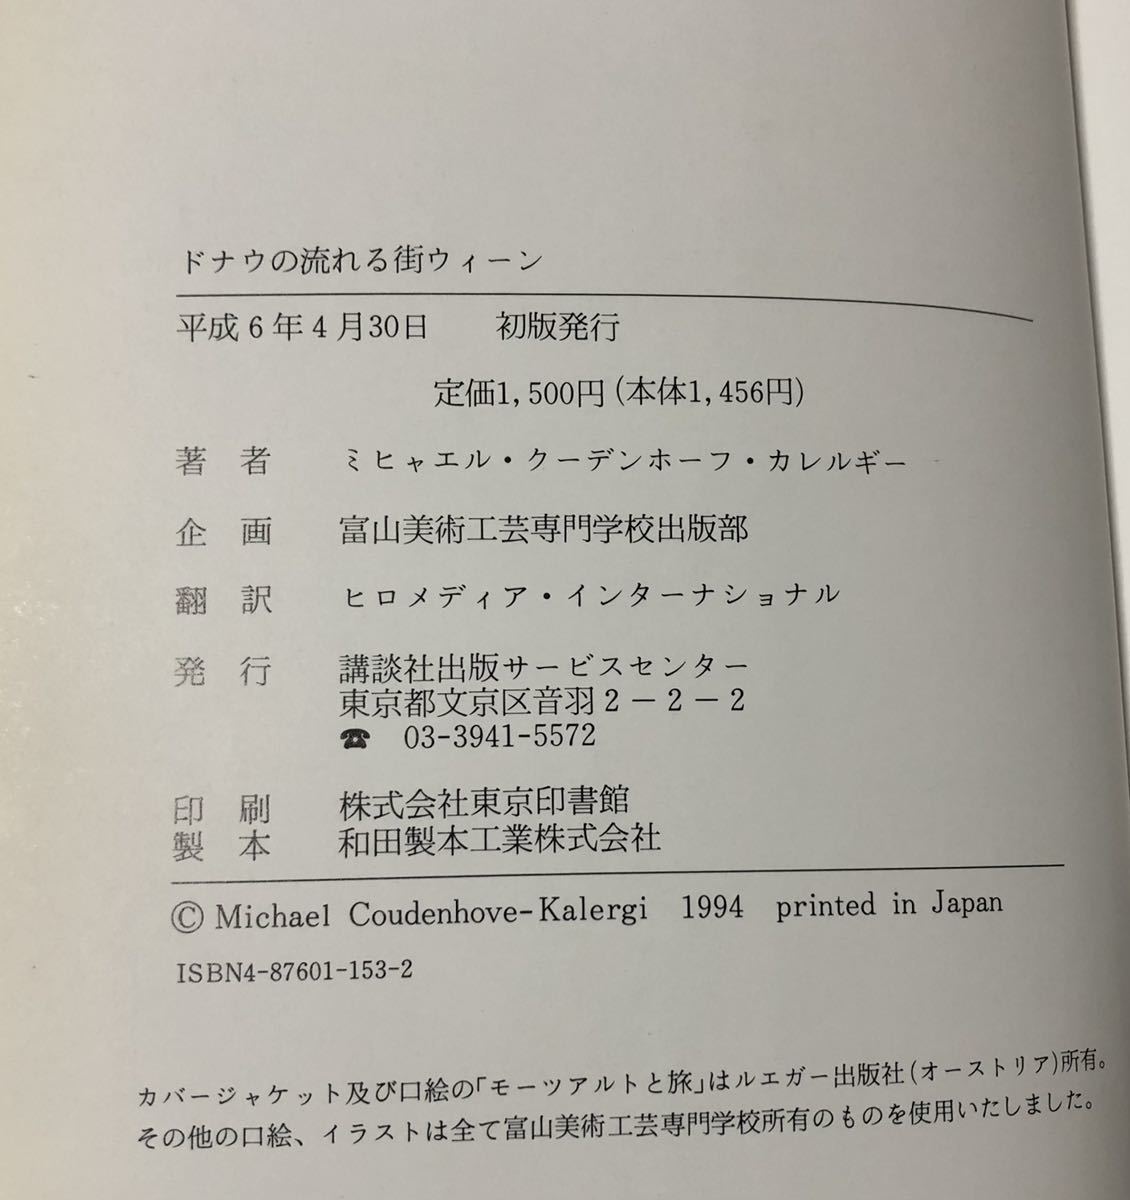 ドナウの流れる街ウィーン
平成6年4月30日　初版発行
定価1,500円(本体1,456円)
著　者　ミヒャエル・クーデンホーフ・カレルギー
企　画　富山美術工芸専門学校出版部
翻　訳　ヒロメディア・インターナショナル
発　行　講談社出版サービスセンター
東京都文京区音羽2－2－2
☎　03-3941-5572
印　刷　株式会社東京印書館
製　本　和田製本工業株式会社
© Michael Coudenhove-Kalergi 1994 printed in Japan
ISBN4-87601-153-2
カバージャケット及び口絵の「モーツアルトと旅」はルエガー出版社(オーストリア)所有。
その他の口絵、イラストは全て富山美術工芸専門学校所有のものを使用いたしました。